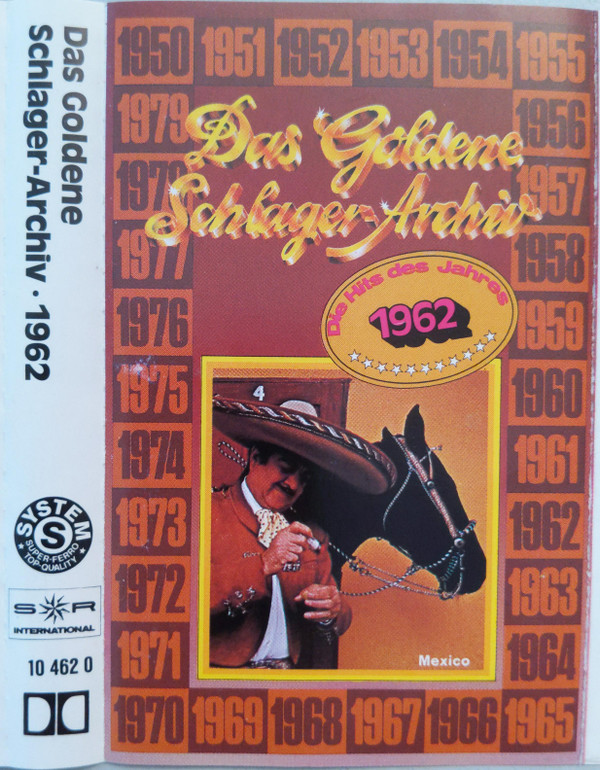 Das Goldene
Schlager-Archiv · 1962
SYSTEM
S
SUPER-FERRO
TOP-QUALITY
S R
INTERNATIONAL
10 462 0
1950 1951 1952 1953 1954 1955
1979
1956
1978
1957
1977
1958
1976
1959
1975
1960
1974
1961
1973
1962
1972
1963
1971
1964
1970 1969 1968 1967 1966 1965
Das Goldene
Schlager-Archiv
Die Hits des Jahres
1962
4
Mexico